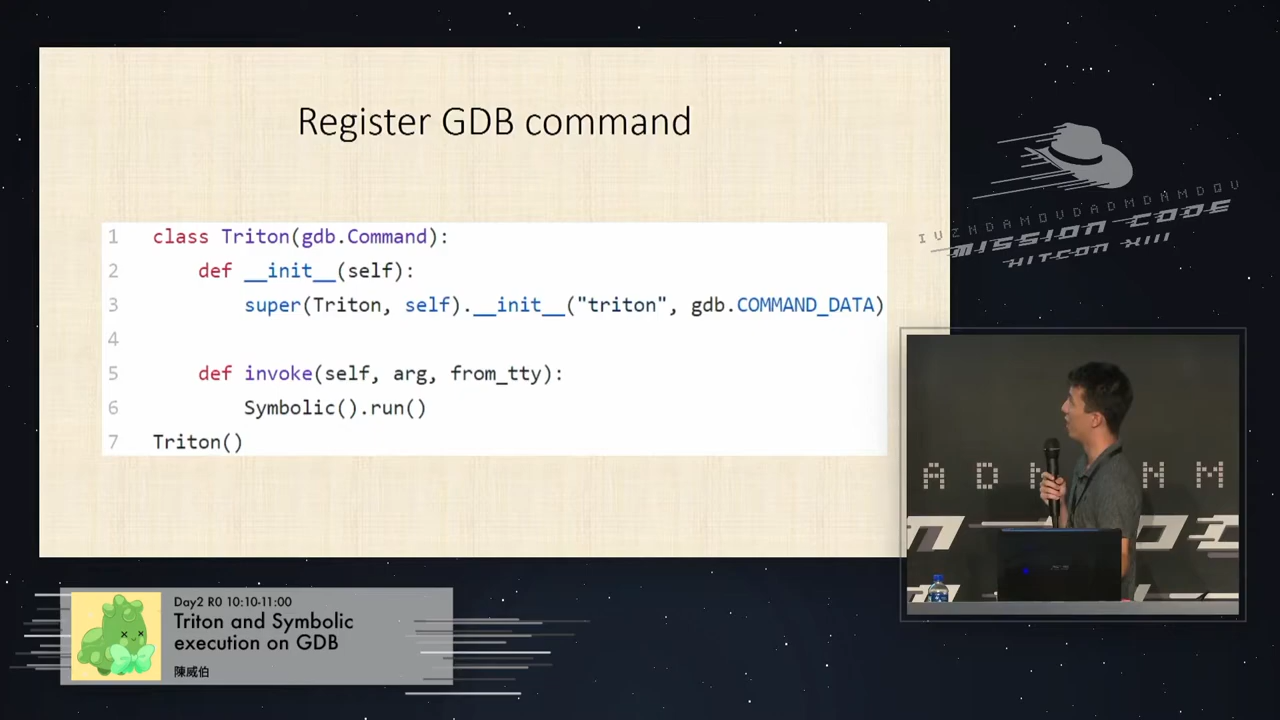 Register GDB command
1 class Triton(gdb.Command):
2 def __init__(self):
3 super(Triton, self).__init__("triton", gdb.COMMAND_DATA)
4
5 def invoke(self, arg, from_tty):
6 Symbolic().run()
7 Triton()
IVZHDAMOVDADMDHMDQV
MISSION CODE
HITCON XIII
A D M
H M
Day2 R0 10:10-11:00
Triton and Symbolic
execution on GDB
陳威伯